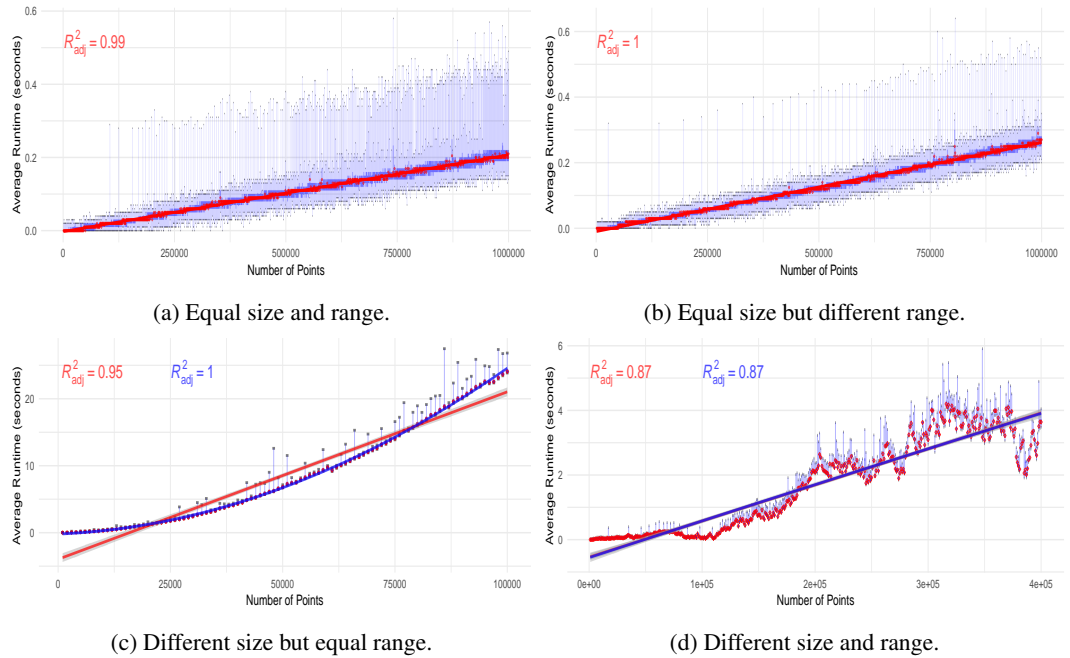 R²adj = 0.99
0.6
0.4
0.2
0.0
Average Runtime (seconds)
0 250000 500000 750000 1000000
Number of Points
(a) Equal size and range.
R²adj = 1
0.6
0.4
0.2
0.0
Average Runtime (seconds)
0 250000 500000 750000 1000000
Number of Points
(b) Equal size but different range.
R²adj = 0.95 R²adj = 1
20
10
0
Average Runtime (seconds)
0 25000 50000 75000 100000
Number of Points
(c) Different size but equal range.
R²adj = 0.87 R²adj = 0.87
6
4
2
0
Average Runtime (seconds)
0e+00 1e+05 2e+05 3e+05 4e+05
Number of Points
(d) Different size and range.